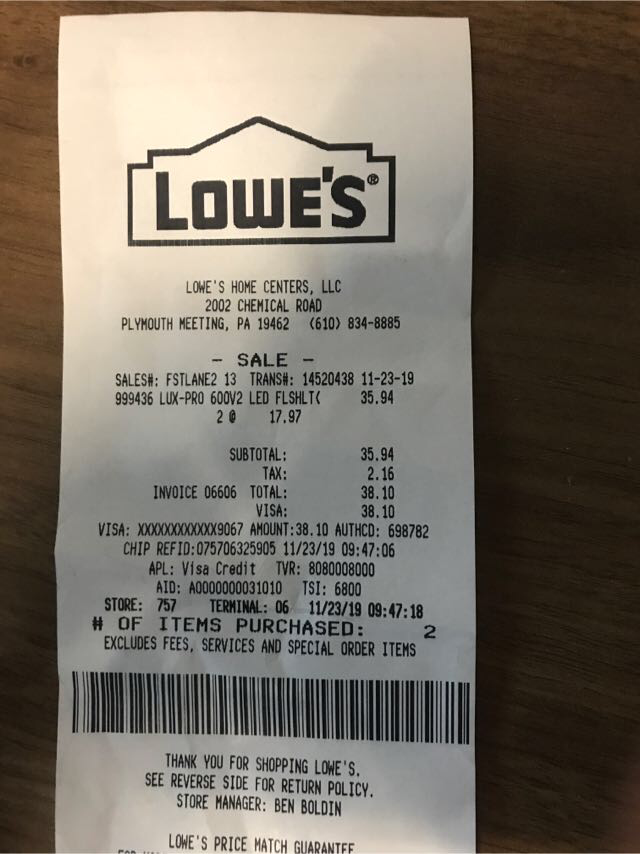 LOWE'S®
LOWE'S HOME CENTERS, LLC
2002 CHEMICAL ROAD
PLYMOUTH MEETING, PA 19462 (610) 834-8885
- SALE -
SALES#: FSTLANE2 13 TRANS#: 14520438 11-23-19
999436 LUX-PRO 600V2 LED FLSHLT( 35.94
2 @ 17.97
SUBTOTAL: 35.94
TAX: 2.16
INVOICE 06606 TOTAL: 38.10
VISA: 38.10
VISA: XXXXXXXXXXXX9067 AMOUNT:38.10 AUTHCD: 698782
CHIP REFID:075706325905 11/23/19 09:47:06
APL: Visa Credit TVR: 8080008000
AID: A0000000031010 TSI: 6800
STORE: 757 TERMINAL: 06 11/23/19 09:47:18
# OF ITEMS PURCHASED: 2
EXCLUDES FEES, SERVICES AND SPECIAL ORDER ITEMS
THANK YOU FOR SHOPPING LOWE'S.
SEE REVERSE SIDE FOR RETURN POLICY.
STORE MANAGER: BEN BOLDIN
LOWE'S PRICE MATCH GUARANTEE